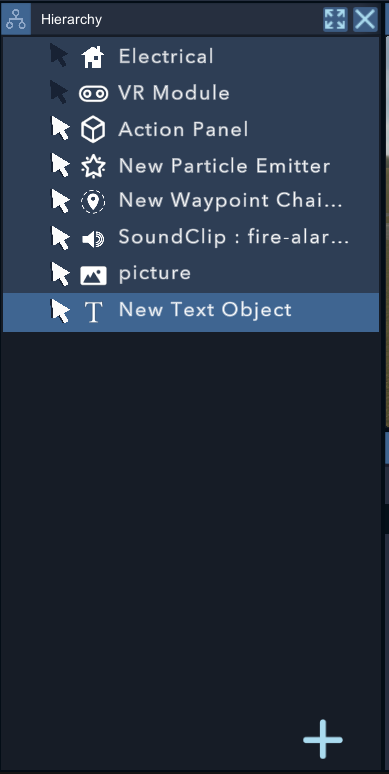 Hierarchy
Electrical
VR Module
Action Panel
New Particle Emitter
New Waypoint Chai...
SoundClip : fire-alar...
picture
New Text Object